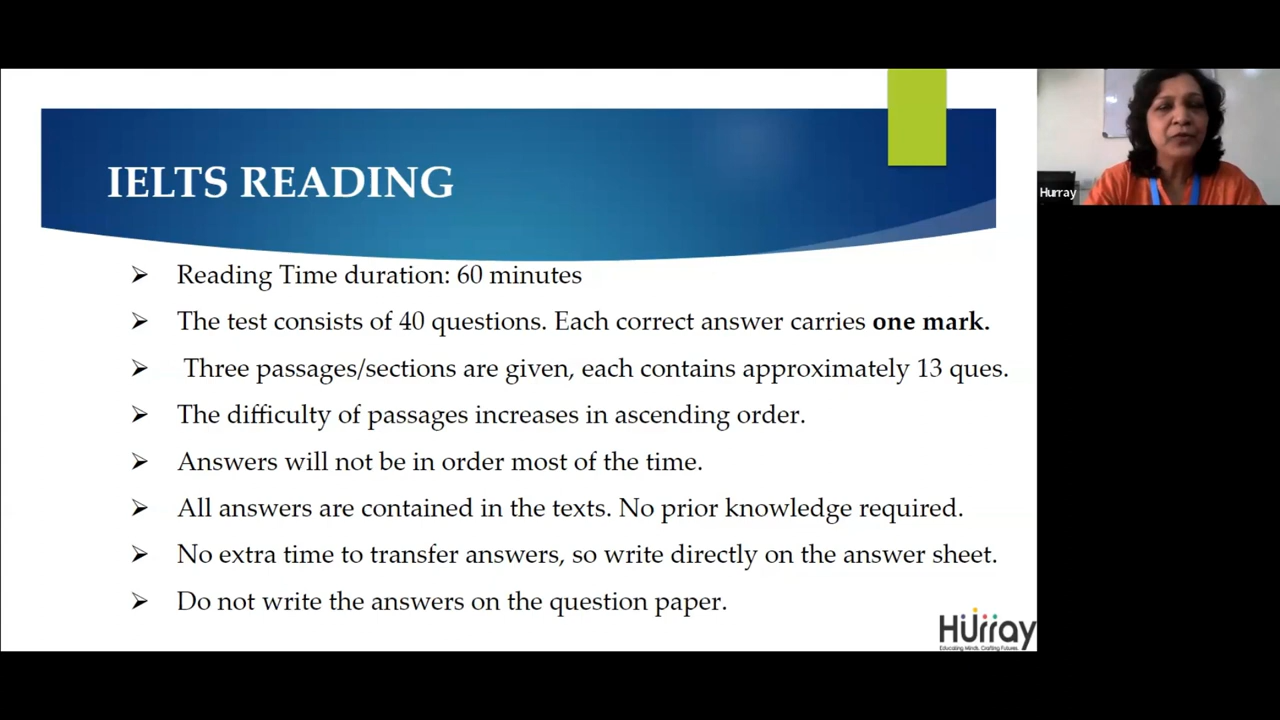 IELTS READING
Reading Time duration: 60 minutes
The test consists of 40 questions. Each correct answer carries one mark.
Three passages/sections are given, each contains approximately 13 ques.
The difficulty of passages increases in ascending order.
Answers will not be in order most of the time.
All answers are contained in the texts. No prior knowledge required.
No extra time to transfer answers, so write directly on the answer sheet.
Do not write the answers on the question paper.
Hurray
Hurray
Educating Minds. Crafting Futures.